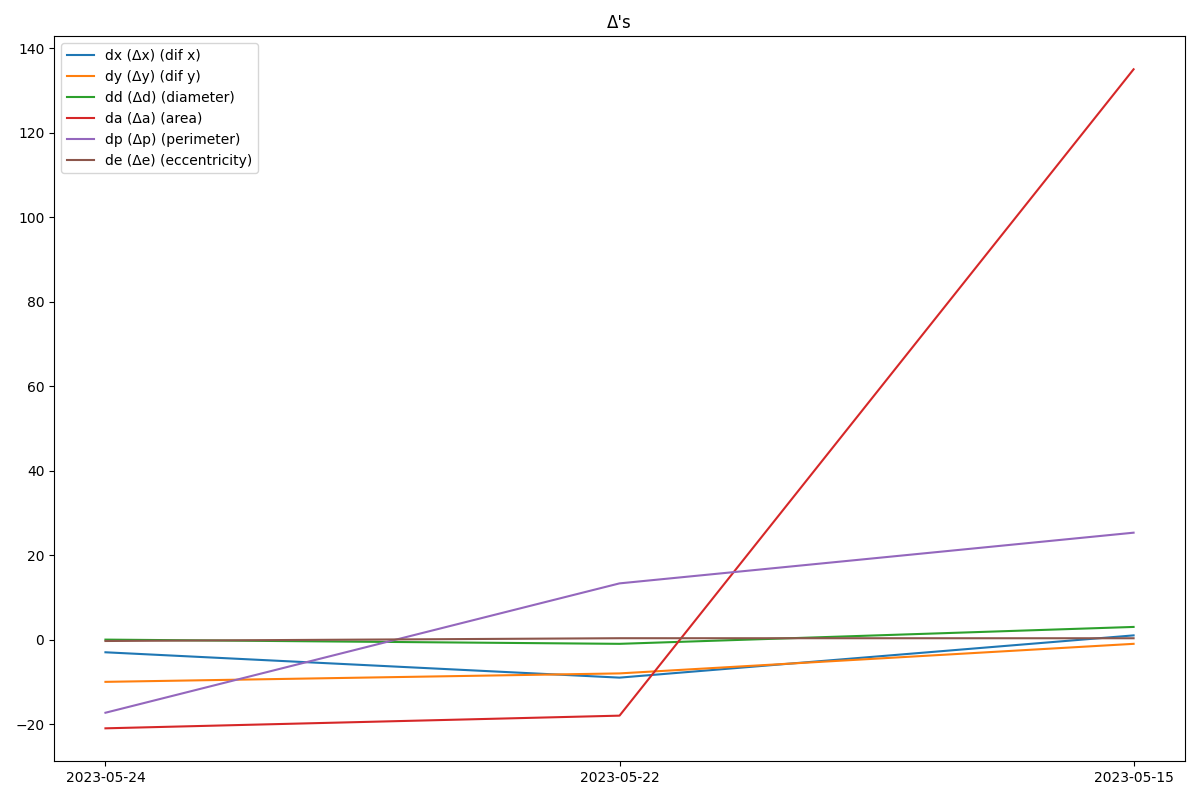 Δ's
dx (Δx) (dif x)
dy (Δy) (dif y)
dd (Δd) (diameter)
da (Δa) (area)
dp (Δp) (perimeter)
de (Δe) (eccentricity)
140
120
100
80
60
40
20
0
−20
2023-05-24 2023-05-22 2023-05-15